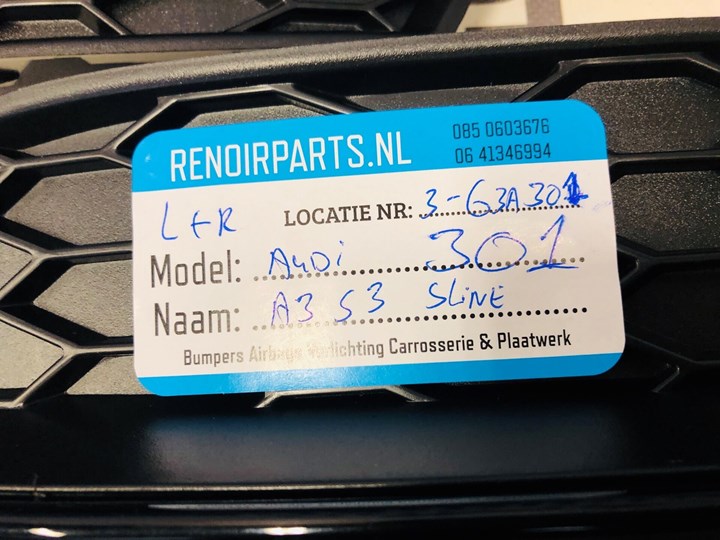 RENOIRPARTS.NL
085 0603676
06 41346994
L+R LOCATIE NR: 3-G3A301
Model: AUDi 301
Naam: A3 S3 SLINE
Bumpers Airbags Verlichting Carrosserie & Plaatwerk